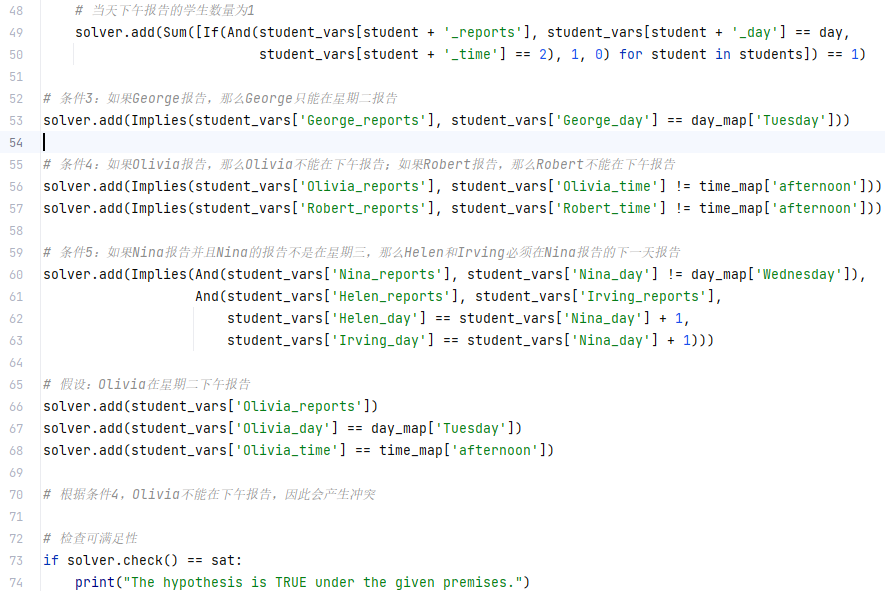 48 # 当天下午报告的学生数量为1
49 solver.add(Sum([If(And(student_vars[student + '_reports'], student_vars[student + '_day'] == day,
50 student_vars[student + '_time'] == 2), 1, 0) for student in students]) == 1)
51
52 # 条件3：如果George报告，那么George只能在星期二报告
53 solver.add(Implies(student_vars['George_reports'], student_vars['George_day'] == day_map['Tuesday']))
54
55 # 条件4：如果Olivia报告，那么Olivia不能在下午报告；如果Robert报告，那么Robert不能在下午报告
56 solver.add(Implies(student_vars['Olivia_reports'], student_vars['Olivia_time'] != time_map['afternoon']))
57 solver.add(Implies(student_vars['Robert_reports'], student_vars['Robert_time'] != time_map['afternoon']))
58
59 # 条件5：如果Nina报告并且Nina的报告不是在星期三，那么Helen和Irving必须在Nina报告的下一天报告
60 solver.add(Implies(And(student_vars['Nina_reports'], student_vars['Nina_day'] != day_map['Wednesday']),
61 And(student_vars['Helen_reports'], student_vars['Irving_reports'],
62 student_vars['Helen_day'] == student_vars['Nina_day'] + 1,
63 student_vars['Irving_day'] == student_vars['Nina_day'] + 1)))
64
65 # 假设：Olivia在星期二下午报告
66 solver.add(student_vars['Olivia_reports'])
67 solver.add(student_vars['Olivia_day'] == day_map['Tuesday'])
68 solver.add(student_vars['Olivia_time'] == time_map['afternoon'])
69
70 # 根据条件4，Olivia不能在下午报告，因此会产生冲突
71
72 # 检查可满足性
73 if solver.check() == sat:
74 print("The hypothesis is TRUE under the given premises.")